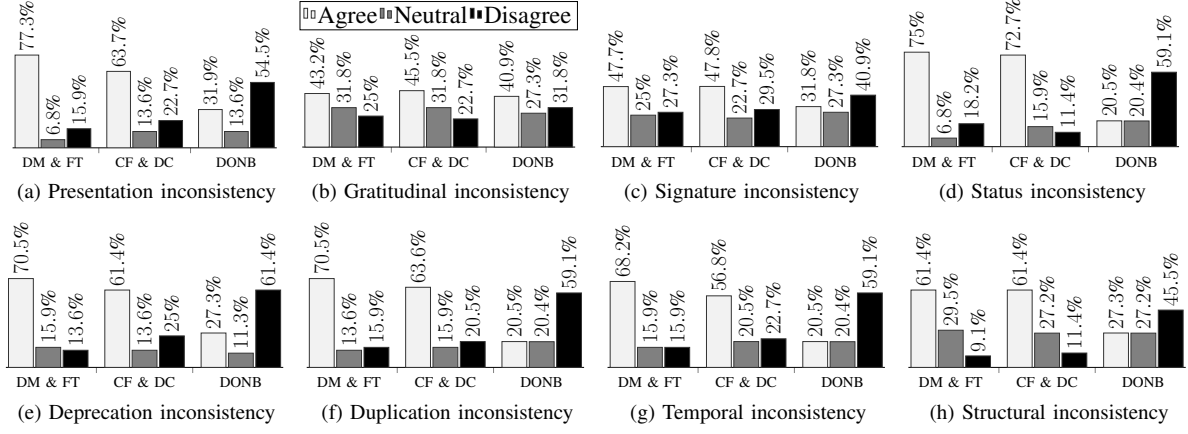 Agree Neutral Disagree
77.3% 6.8% 15.9% 63.7% 13.6% 22.7% 31.9% 13.6% 54.5%
DM & FT CF & DC DONB
(a) Presentation inconsistency
43.2% 31.8% 25% 45.5% 31.8% 22.7% 40.9% 27.3% 31.8%
DM & FT CF & DC DONB
(b) Gratitudinal inconsistency
47.7% 25% 27.3% 47.8% 22.7% 29.5% 31.8% 27.3% 40.9%
DM & FT CF & DC DONB
(c) Signature inconsistency
75% 6.8% 18.2% 72.7% 15.9% 11.4% 20.5% 20.4% 59.1%
DM & FT CF & DC DONB
(d) Status inconsistency
70.5% 15.9% 13.6% 61.4% 13.6% 25% 27.3% 11.3% 61.4%
DM & FT CF & DC DONB
(e) Deprecation inconsistency
70.5% 13.6% 15.9% 63.6% 15.9% 20.5% 20.5% 20.4% 59.1%
DM & FT CF & DC DONB
(f) Duplication inconsistency
68.2% 15.9% 15.9% 56.8% 20.5% 22.7% 20.5% 20.4% 59.1%
DM & FT CF & DC DONB
(g) Temporal inconsistency
61.4% 29.5% 9.1% 61.4% 27.2% 11.4% 27.3% 27.2% 45.5%
DM & FT CF & DC DONB
(h) Structural inconsistency